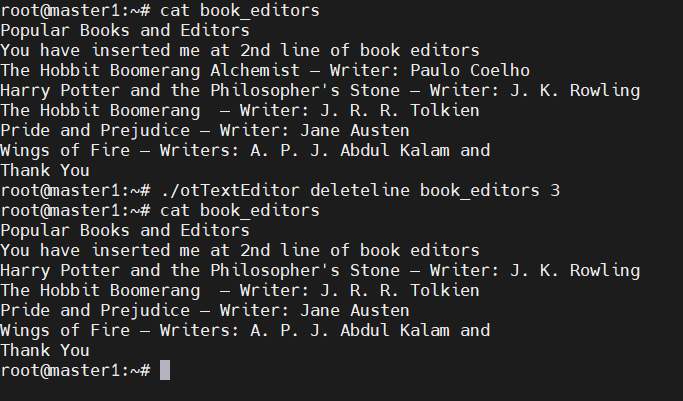 root@master1:~# cat book_editors
Popular Books and Editors
You have inserted me at 2nd line of book editors
The Hobbit Boomerang Alchemist – Writer: Paulo Coelho
Harry Potter and the Philosopher's Stone – Writer: J. K. Rowling
The Hobbit Boomerang  – Writer: J. R. R. Tolkien
Pride and Prejudice – Writer: Jane Austen
Wings of Fire – Writers: A. P. J. Abdul Kalam and
Thank You
root@master1:~# ./otTextEditor deleteline book_editors 3
root@master1:~# cat book_editors
Popular Books and Editors
You have inserted me at 2nd line of book editors
Harry Potter and the Philosopher's Stone – Writer: J. K. Rowling
The Hobbit Boomerang  – Writer: J. R. R. Tolkien
Pride and Prejudice – Writer: Jane Austen
Wings of Fire – Writers: A. P. J. Abdul Kalam and
Thank You
root@master1:~#